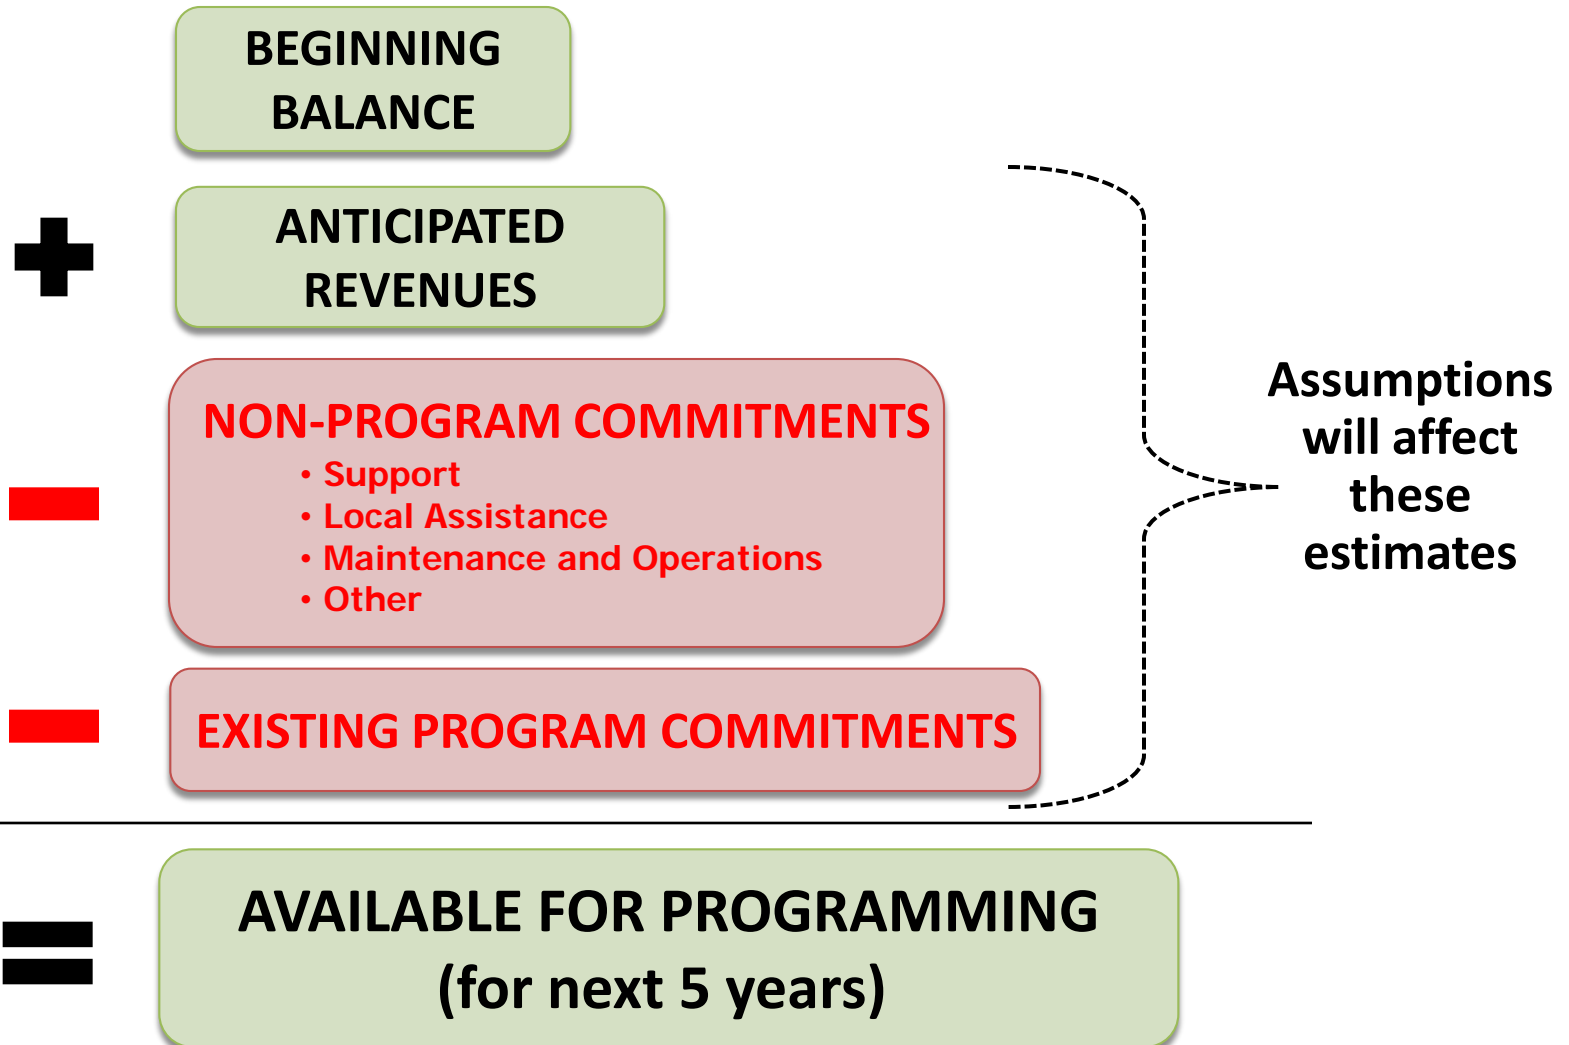 BEGINNING
BALANCE
ANTICIPATED
REVENUES
NON-PROGRAM COMMITMENTS
• Support
• Local Assistance
• Maintenance and Operations
• Other
EXISTING PROGRAM COMMITMENTS
Assumptions
will affect
these
estimates
AVAILABLE FOR PROGRAMMING
(for next 5 years)